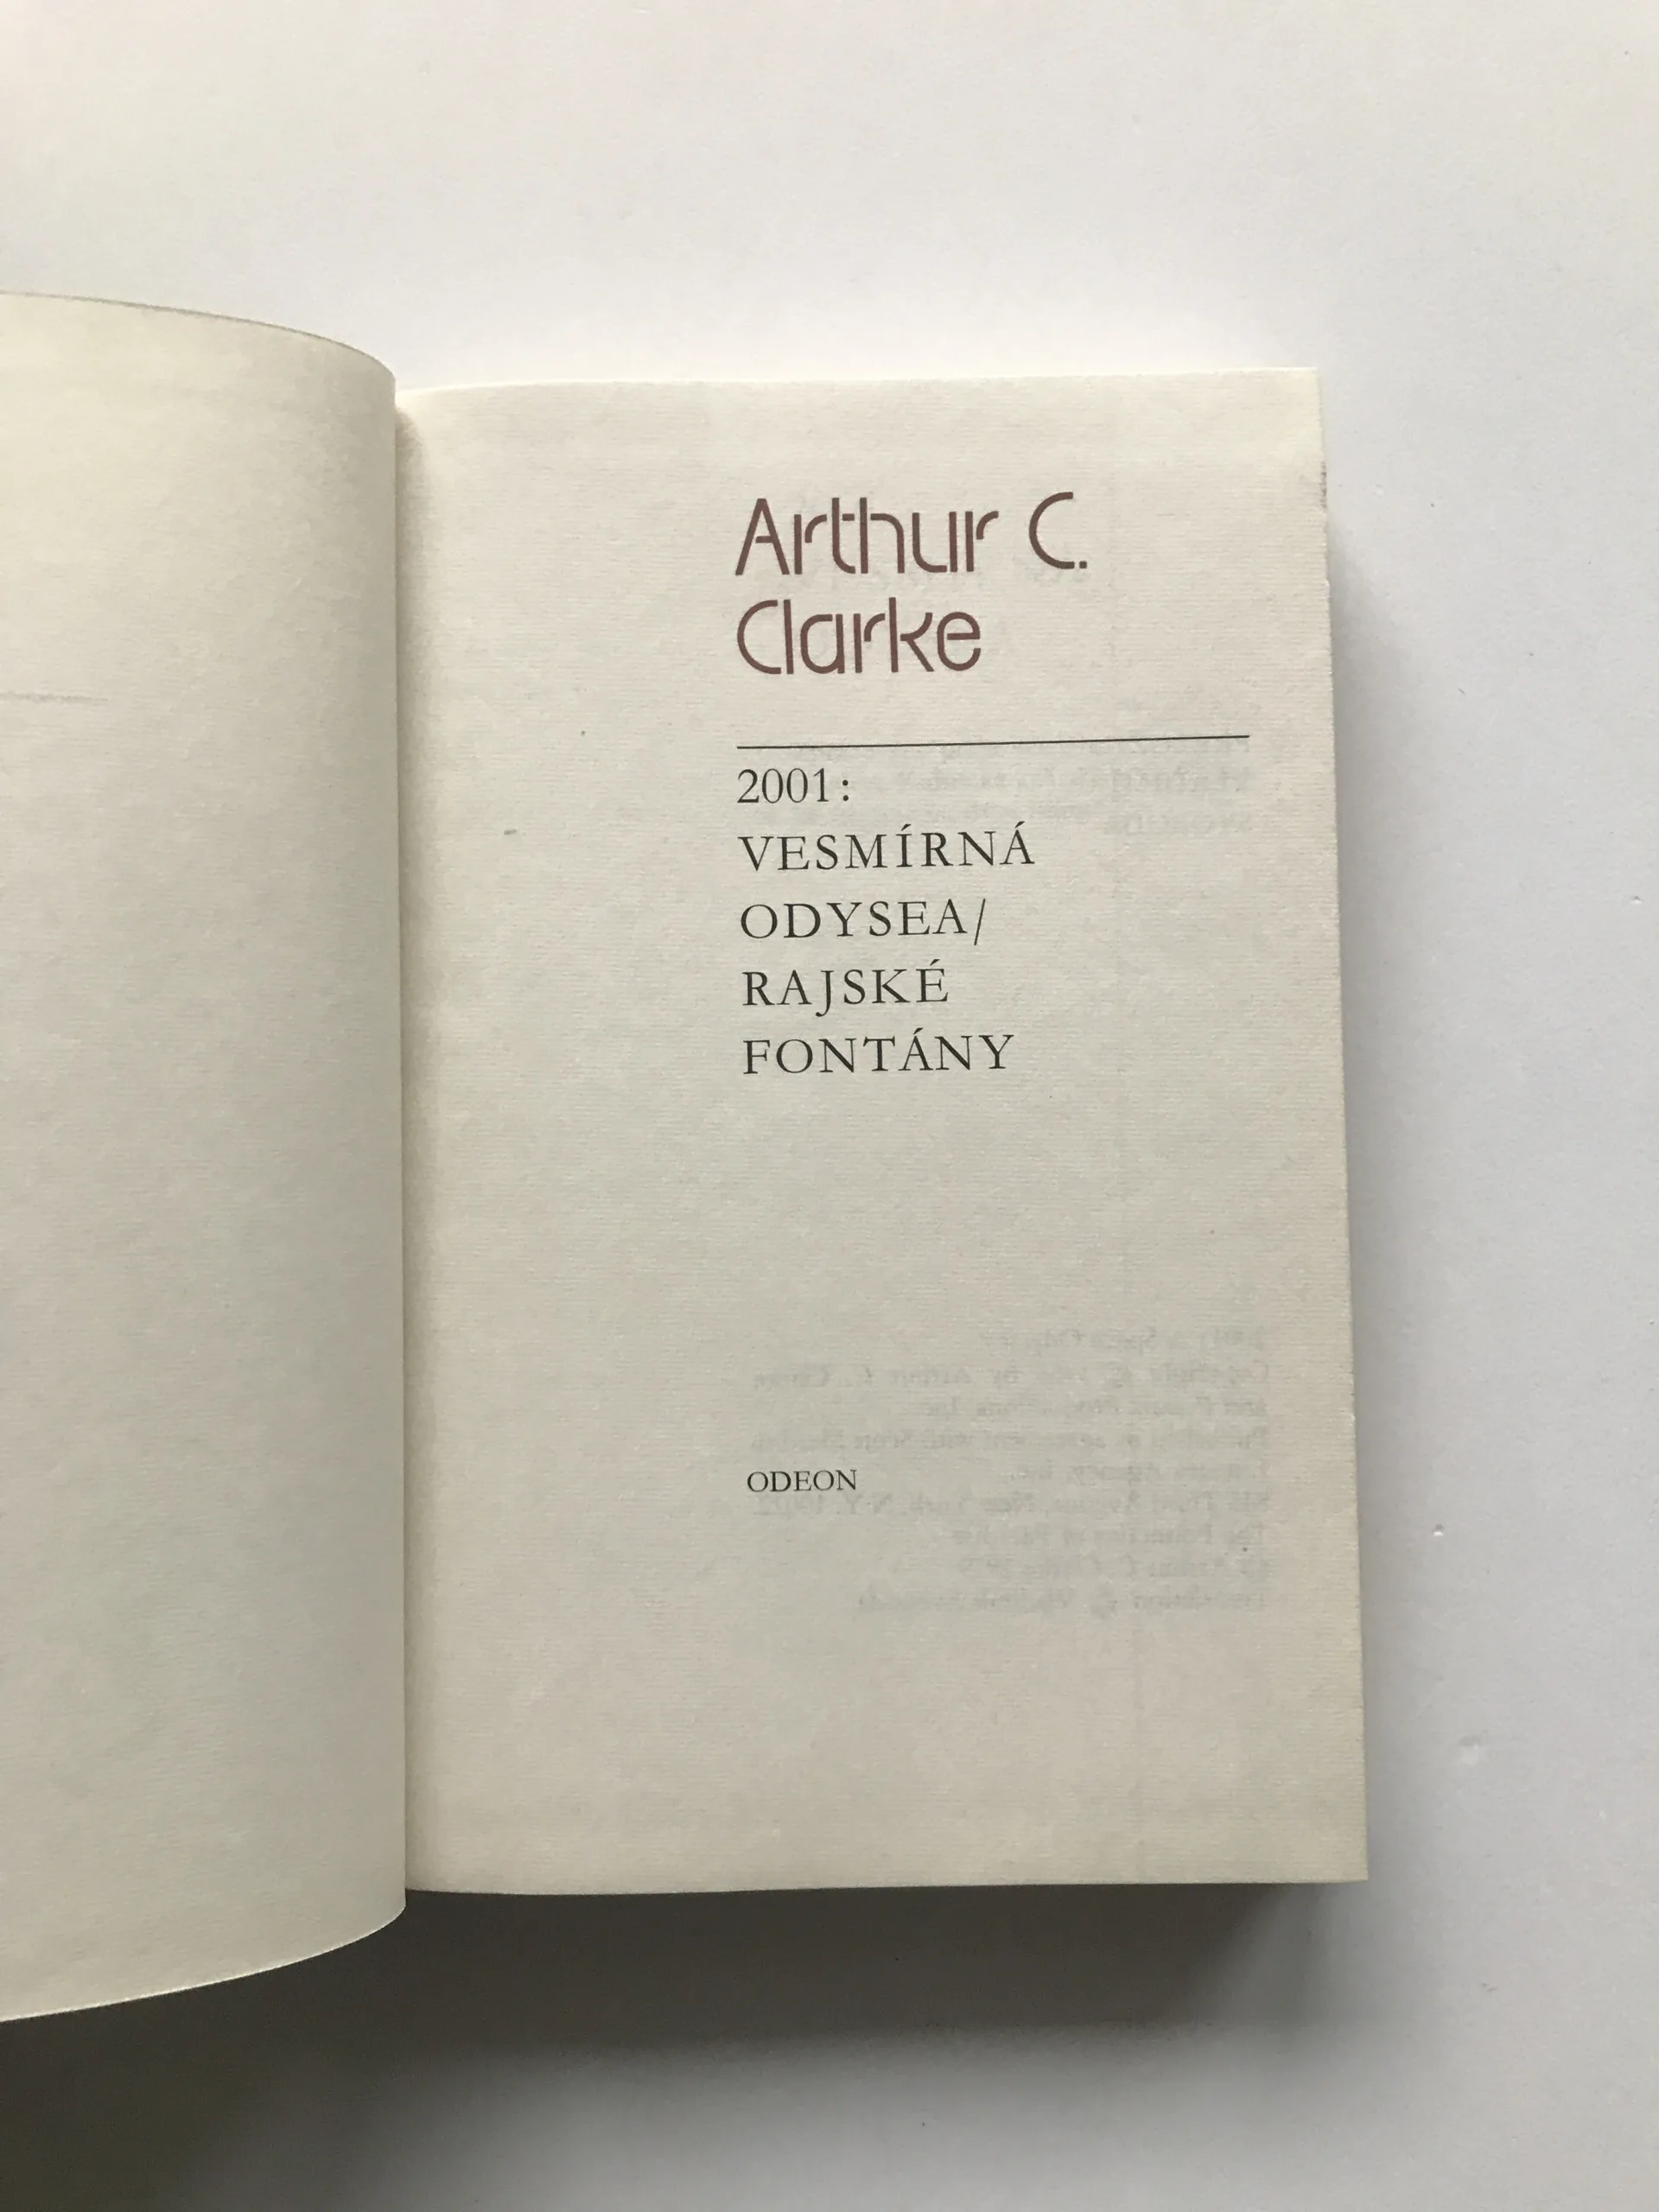 Arthur C.
Clarke
2001:
VESMÍRNÁ
ODYSEA/
RAJSKÉ
FONTÁNY
ODEON